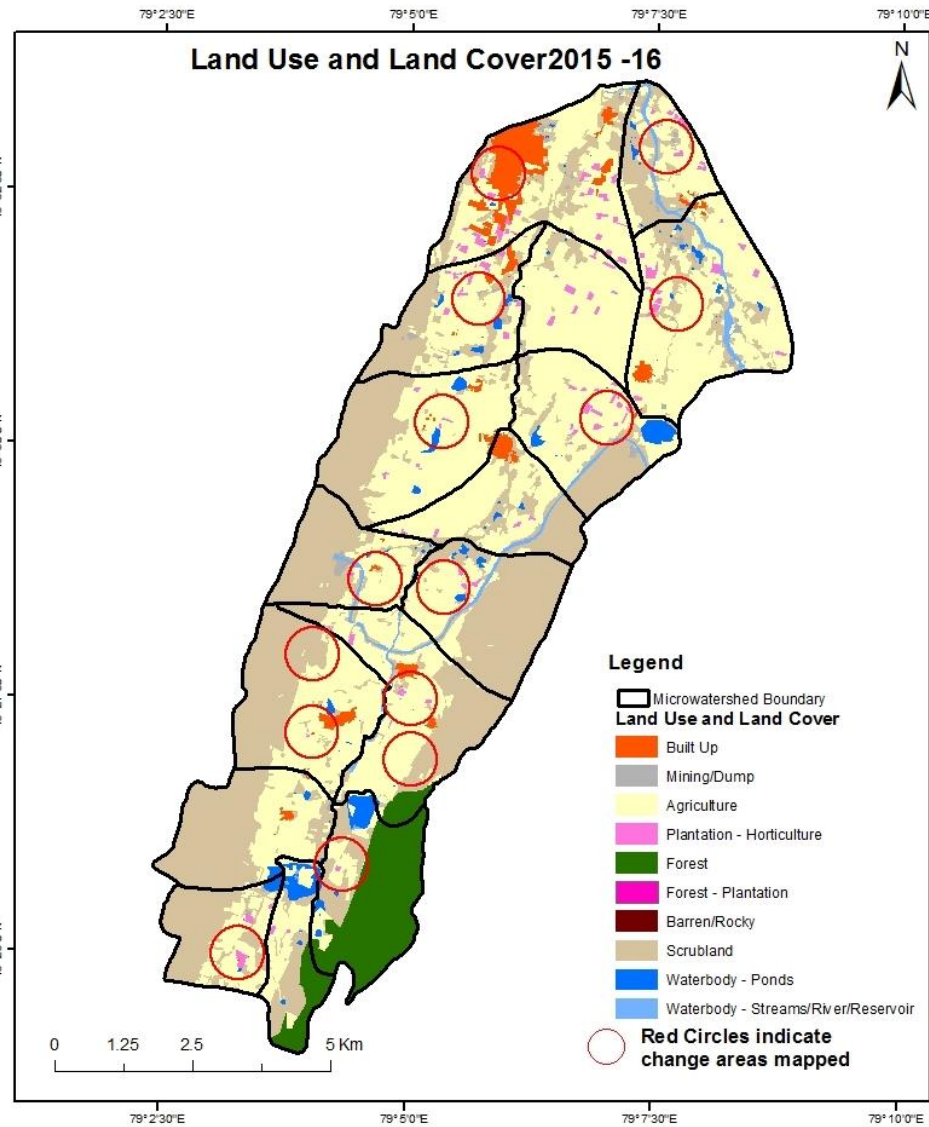 79°2'30"E 79°5'0"E 79°7'30"E 79°10'0"E
Land Use and Land Cover2015 -16
N
Legend
Microwatershed Boundary
Land Use and Land Cover
Built Up
Mining/Dump
Agriculture
Plantation - Horticulture
Forest
Forest - Plantation
Barren/Rocky
Scrubland
Waterbody - Ponds
Waterbody - Streams/River/Reservoir
Red Circles indicate
change areas mapped
0 1.25 2.5 5 Km
79°2'30"E 79°5'0"E 79°7'30"E 79°10'0"E